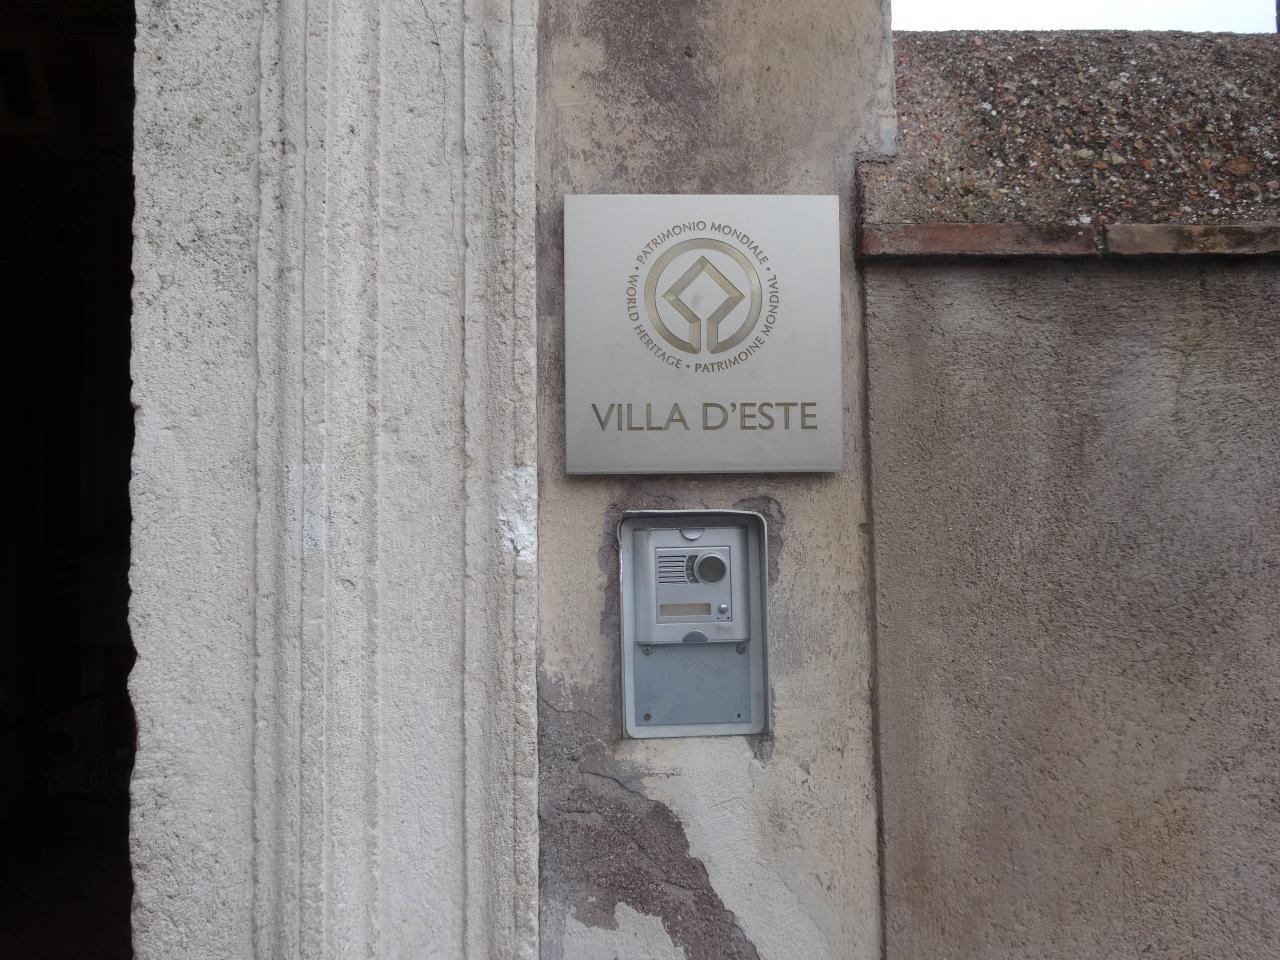 • PATRIMONIO MONDIALE • 
WORLD HERITAGE • PATRIMOINE MONDIAL
VILLA D'ESTE